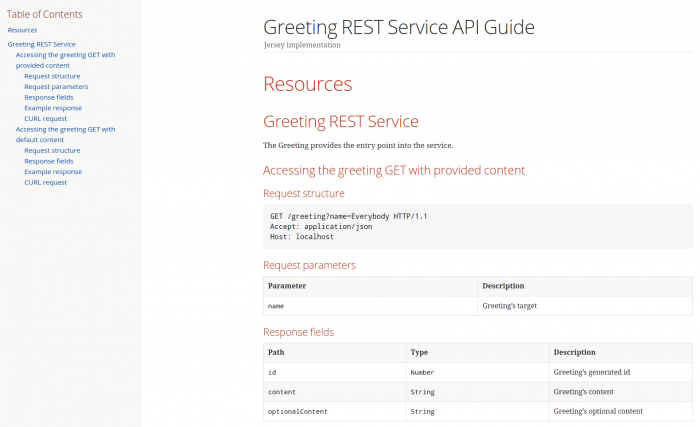 Table of Contents
Resources
Greeting REST Service
Accessing the greeting GET with
provided content
Request structure
Request parameters
Response fields
Example response
CURL request
Accessing the greeting GET with
default content
Request structure
Response fields
Example response
CURL request
Greeting REST Service API Guide
Jersey implementation
Resources
Greeting REST Service
The Greeting provides the entry point into the service.
Accessing the greeting GET with provided content
Request structure
GET /greeting?name=Everybody HTTP/1.1
Accept: application/json
Host: localhost
Request parameters
Parameter Description
name Greeting's target
Response fields
Path Type Description
id Number Greeting's generated id
content String Greeting's content
optionalContent String Greeting's optional content